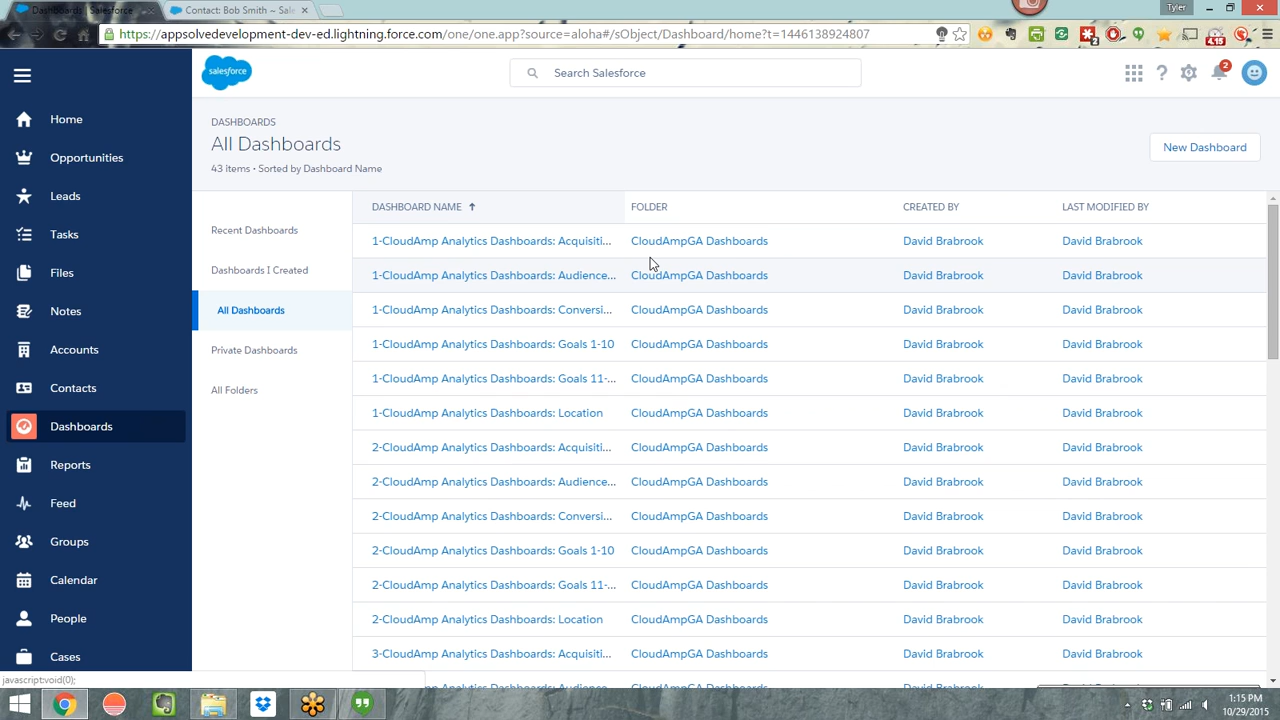 Dashboards | Salesforce
Contact: Bob Smith – Sale
Tyler
https://appsolvedevelopment-dev-ed.lightning.force.com/one/one.app?source=aloha#/sObject/Dashboard/home?t=1446138924807
salesforce
Search Salesforce
2
Home
Opportunities
Leads
Tasks
Files
Notes
Accounts
Contacts
Dashboards
Reports
Feed
Groups
Calendar
People
Cases
DASHBOARDS
All Dashboards
43 items • Sorted by Dashboard Name
New Dashboard
Recent Dashboards
Dashboards I Created
All Dashboards
Private Dashboards
All Folders
DASHBOARD NAME FOLDER CREATED BY LAST MODIFIED BY
1-CloudAmp Analytics Dashboards: Acquisiti... CloudAmpGA Dashboards David Brabrook David Brabrook
1-CloudAmp Analytics Dashboards: Audience... CloudAmpGA Dashboards David Brabrook David Brabrook
1-CloudAmp Analytics Dashboards: Conversi... CloudAmpGA Dashboards David Brabrook David Brabrook
1-CloudAmp Analytics Dashboards: Goals 1-10 CloudAmpGA Dashboards David Brabrook David Brabrook
1-CloudAmp Analytics Dashboards: Goals 11-... CloudAmpGA Dashboards David Brabrook David Brabrook
1-CloudAmp Analytics Dashboards: Location CloudAmpGA Dashboards David Brabrook David Brabrook
2-CloudAmp Analytics Dashboards: Acquisiti... CloudAmpGA Dashboards David Brabrook David Brabrook
2-CloudAmp Analytics Dashboards: Audience... CloudAmpGA Dashboards David Brabrook David Brabrook
2-CloudAmp Analytics Dashboards: Conversi... CloudAmpGA Dashboards David Brabrook David Brabrook
2-CloudAmp Analytics Dashboards: Goals 1-10 CloudAmpGA Dashboards David Brabrook David Brabrook
2-CloudAmp Analytics Dashboards: Goals 11-... CloudAmpGA Dashboards David Brabrook David Brabrook
2-CloudAmp Analytics Dashboards: Location CloudAmpGA Dashboards David Brabrook David Brabrook
3-CloudAmp Analytics Dashboards: Acquisiti... CloudAmpGA Dashboards David Brabrook David Brabrook
javascript:void(0);
1:15 PM
10/29/2015